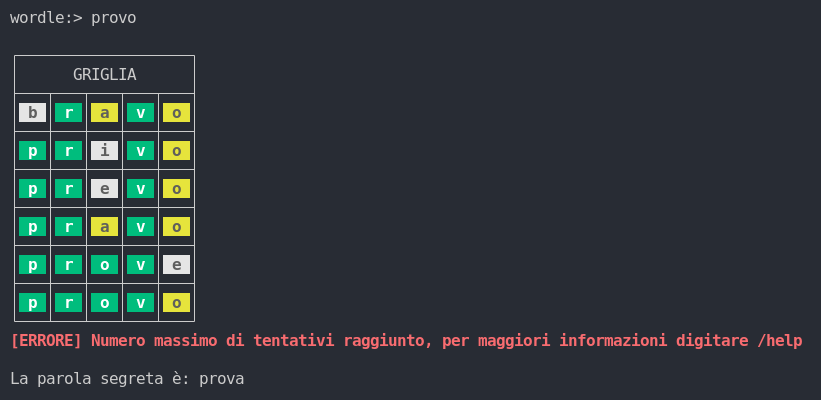 wordle:> provo
GRIGLIA
b r a v o
p r i v o
p r e v o
p r a v o
p r o v e
p r o v o
[ERRORE] Numero massimo di tentativi raggiunto, per maggiori informazioni digitare /help
La parola segreta è: prova